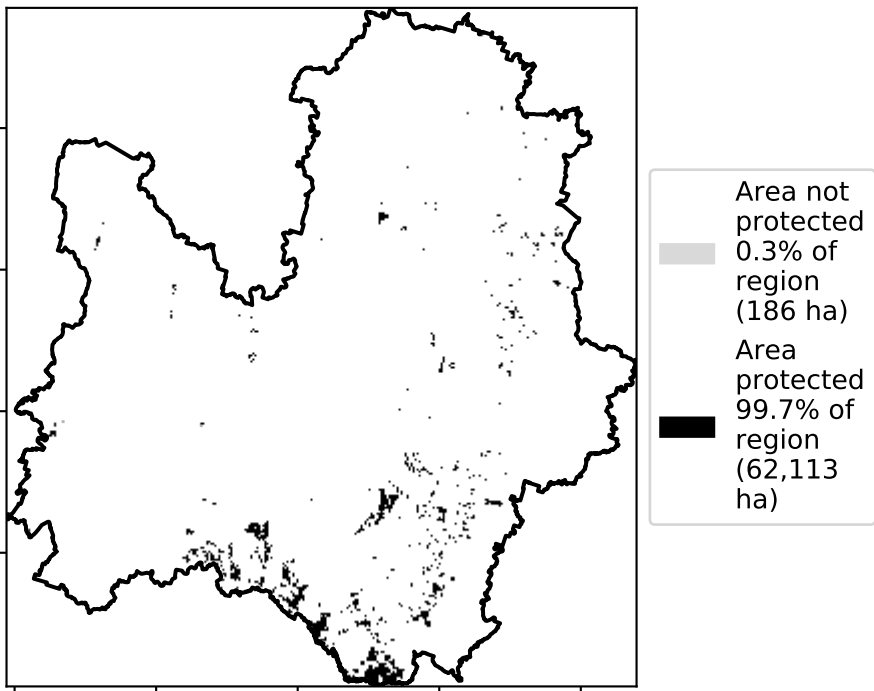 Area not
protected
0.3% of
region
(186 ha)
Area
protected
99.7% of
region
(62,113
ha)